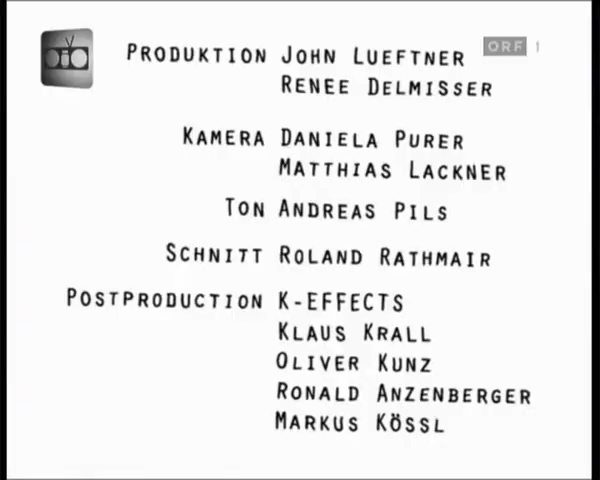 ORF 1
PRODUKTION JOHN LUEFTNER
RENEE DELMISSER
KAMERA DANIELA PURER
MATTHIAS LACKNER
TON ANDREAS PILS
SCHNITT ROLAND RATHMAIR
POSTPRODUCTION K-EFFECTS
KLAUS KRALL
OLIVER KUNZ
RONALD ANZENBERGER
MARKUS KÖSSL